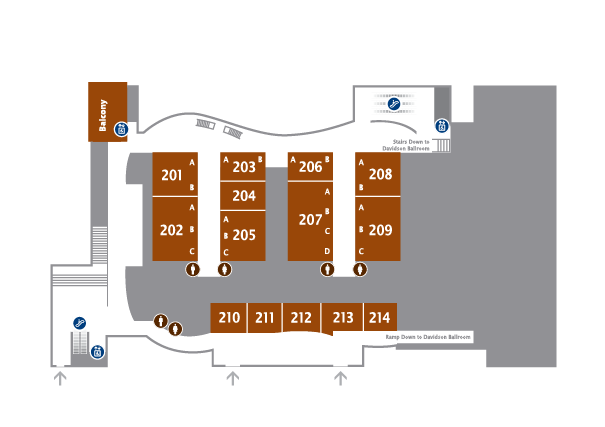 Balcony
Stairs Down to
Davidson Ballroom
201
A
B
202
A
B
C
203
A
B
204
205
A
B
C
206
A
B
207
A
B
C
D
208
A
B
209
A
B
C
210
211
212
213
214
Ramp Down to Davidson Ballroom